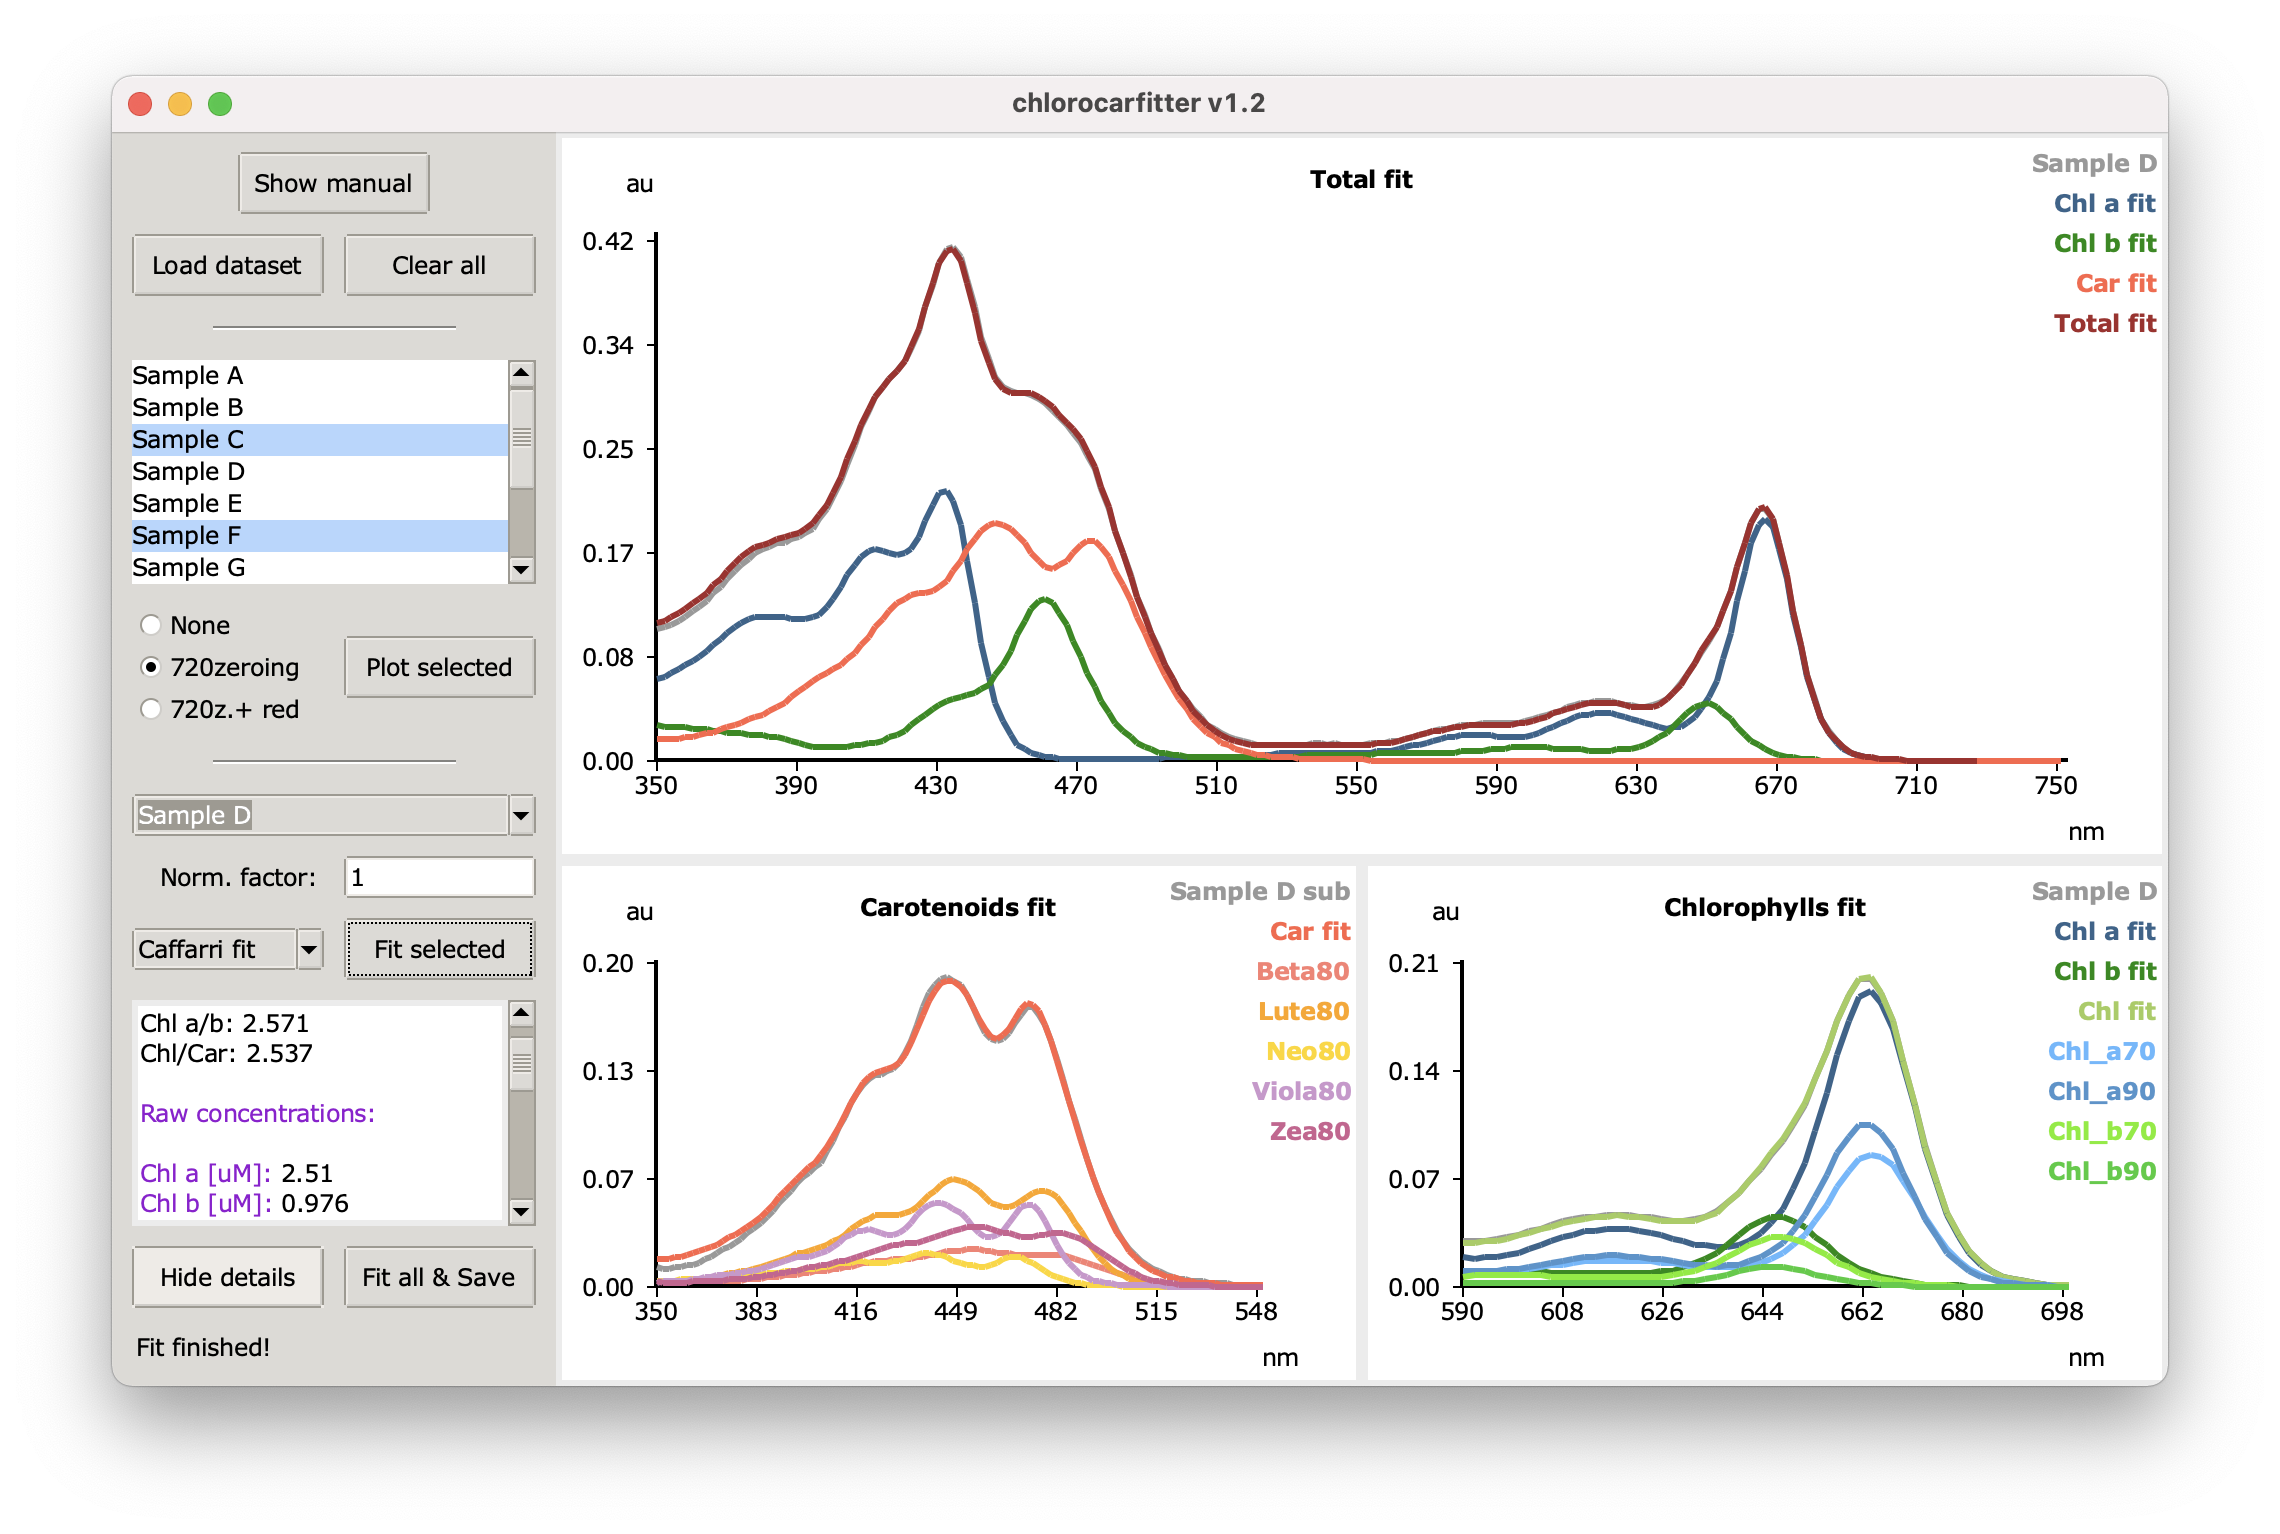 chlorocarfitter v1.2
Show manual
Load dataset
Clear all
Sample A
Sample B
Sample C
Sample D
Sample E
Sample F
Sample G
None
720zeroing
720z.+ red
Plot selected
Sample D
Norm. factor:
1
Caffarri fit
Fit selected
Chl a/b: 2.571
Chl/Car: 2.537
Raw concentrations:
Chl a [uM]: 2.51
Chl b [uM]: 0.976
Hide details
Fit all & Save
Fit finished!
au
Total fit
Sample D
Chl a fit
Chl b fit
Car fit
Total fit
0.42
0.34
0.25
0.17
0.08
0.00
350 390 430 470 510 550 590 630 670 710 750
nm
au
Carotenoids fit
Sample D sub
Car fit
Beta80
Lute80
Neo80
Viola80
Zea80
0.20
0.13
0.07
0.00
350 383 416 449 482 515 548
nm
au
Chlorophylls fit
Sample D
Chl a fit
Chl b fit
Chl fit
Chl_a70
Chl_a90
Chl_b70
Chl_b90
0.21
0.14
0.07
0.00
590 608 626 644 662 680 698
nm